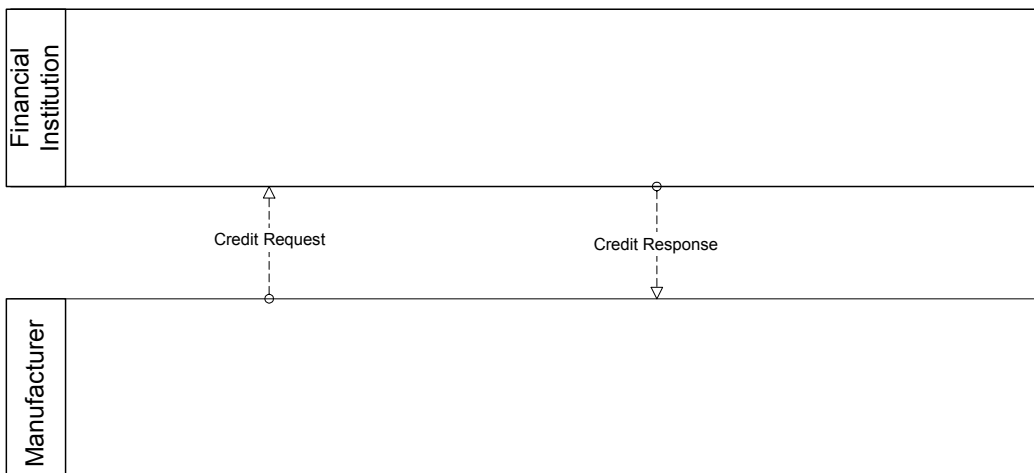 Financial
Institution
Credit Request
Credit Response
Manufacturer